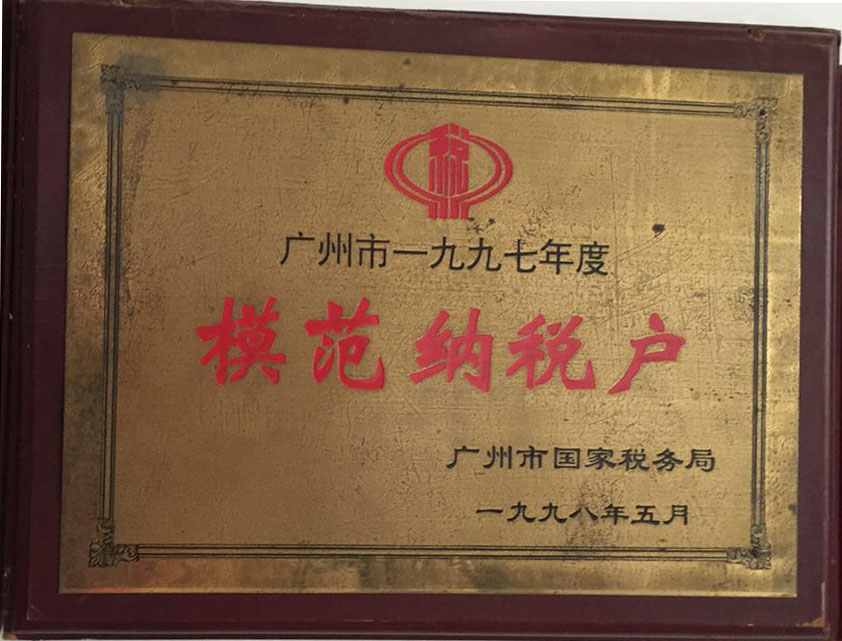 税
广州市一九九七年度
模范纳税户
广州市国家税务局
一九九八年五月